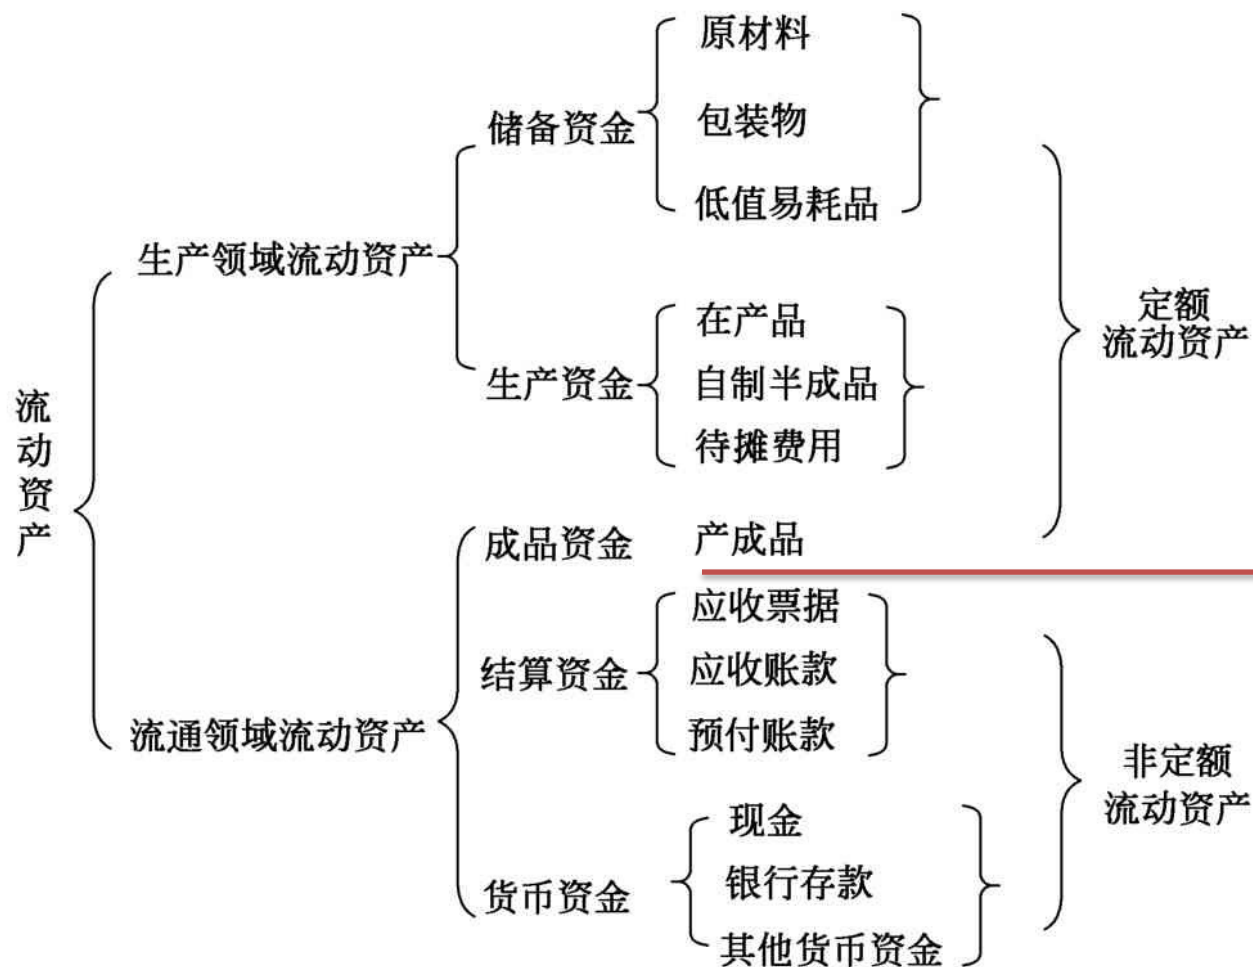 流动资产
生产领域流动资产
储备资金
原材料
包装物
低值易耗品
生产资金
在产品
自制半成品
待摊费用
流通领域流动资产
成品资金
产成品
结算资金
应收票据
应收账款
预付账款
货币资金
现金
银行存款
其他货币资金
定额
流动资产
非定额
流动资产